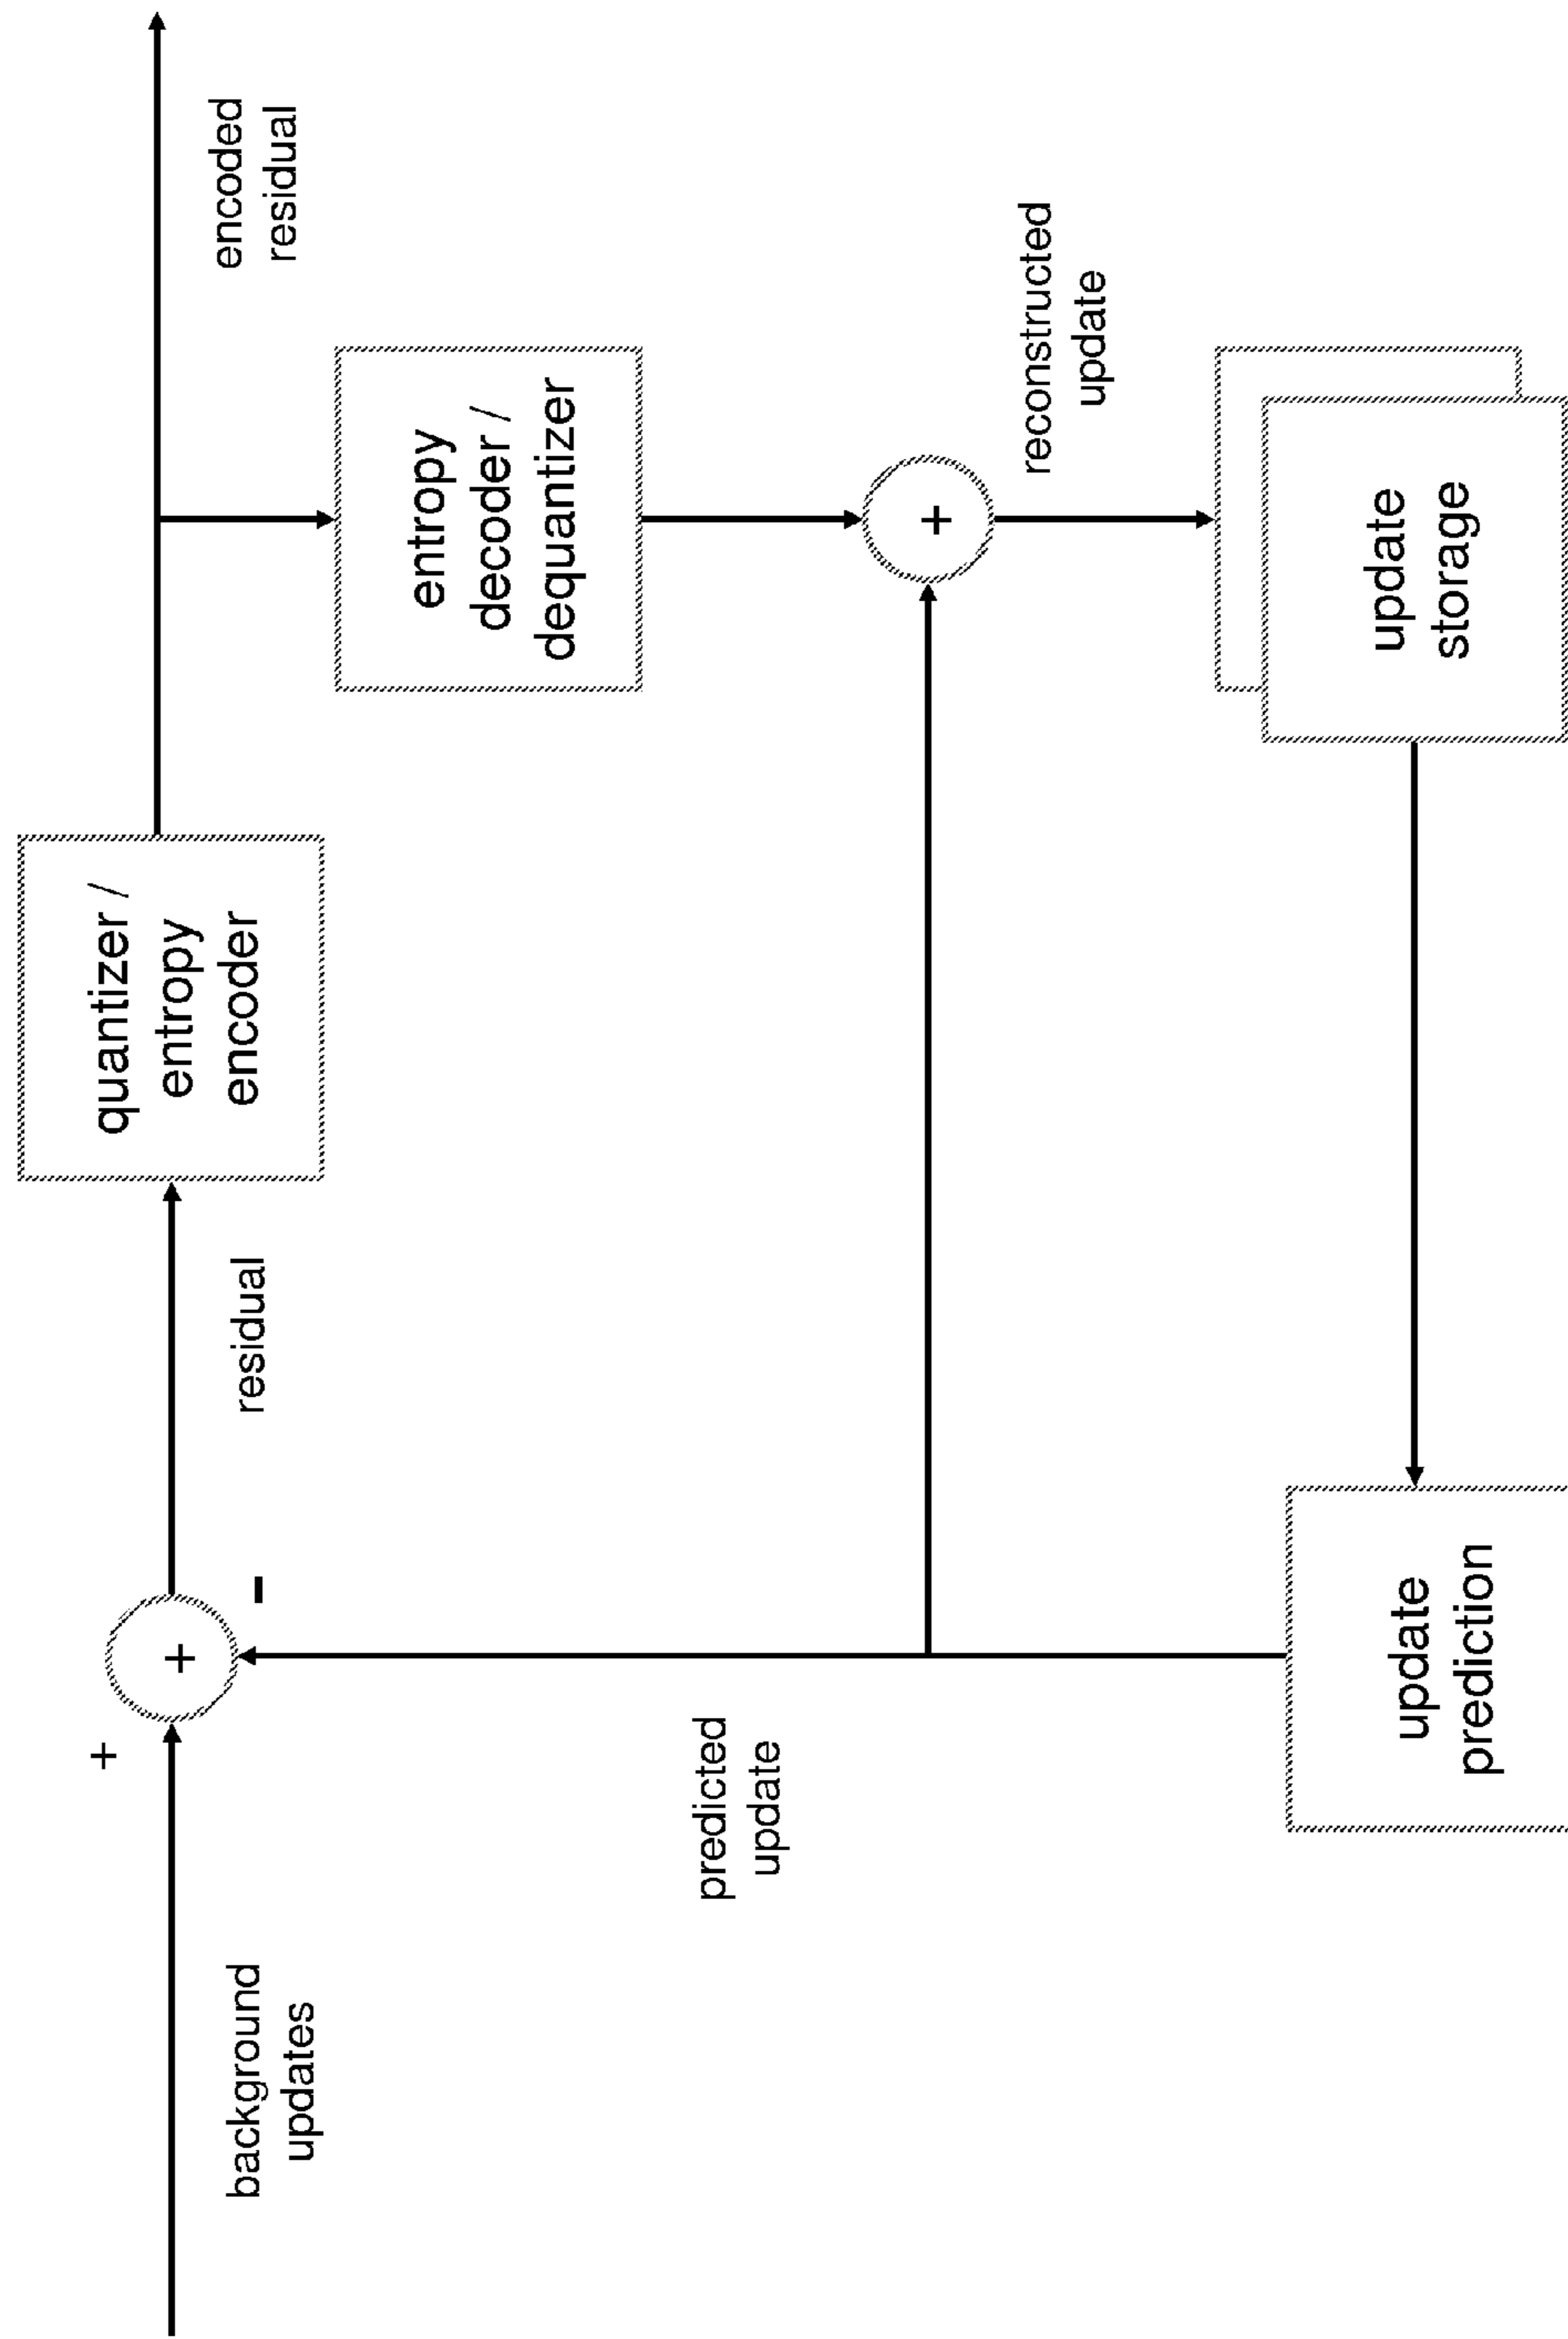 +
background
updates
+
-
residual
quantizer /
entropy
encoder
encoded
residual
entropy
decoder /
dequantizer
predicted
update
+
reconstructed
update
update
prediction
update
storage